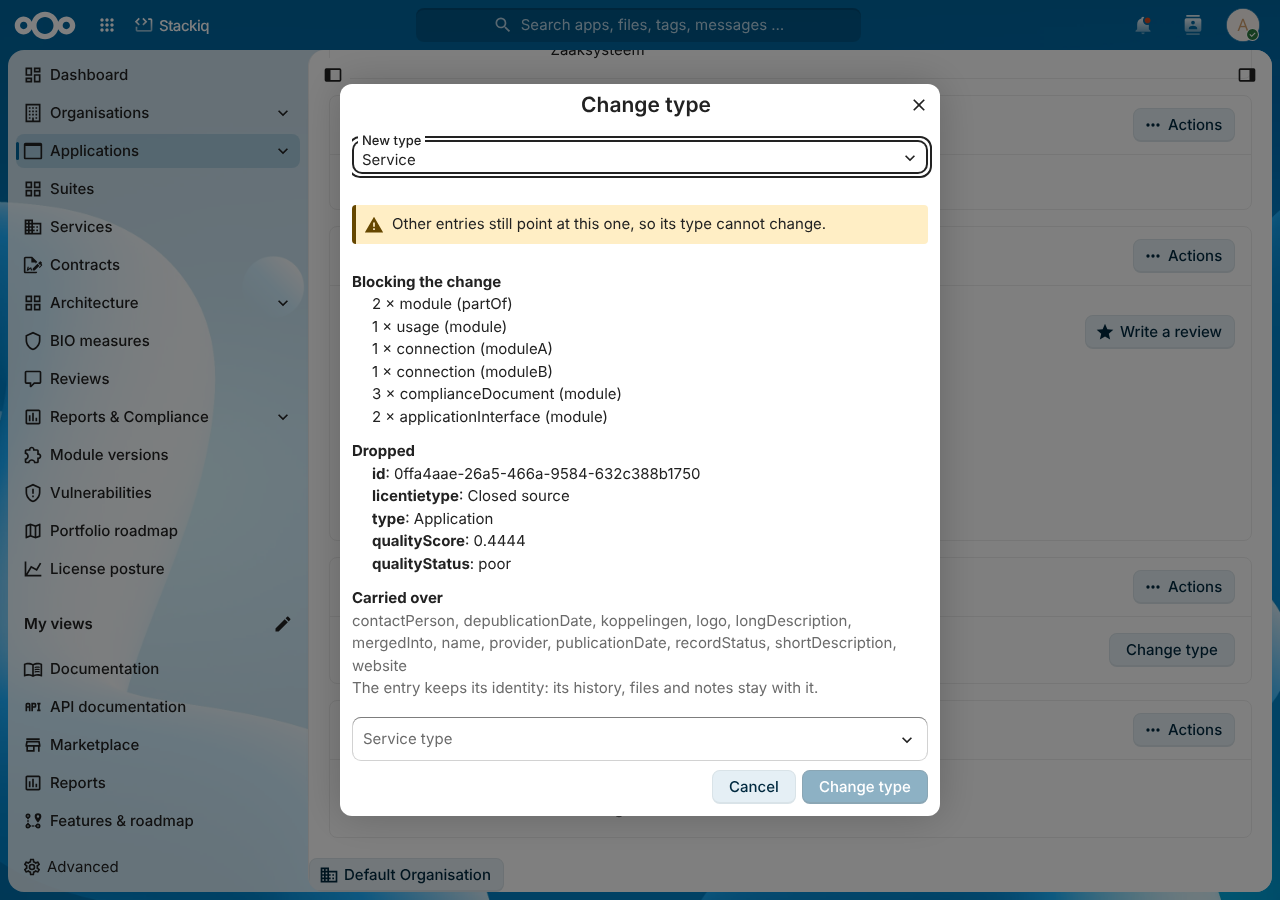 Stackiq
Search apps, files, tags, messages ...
A
Dashboard
Organisations
Applications
Suites
Services
Contracts
Architecture
BIO measures
Reviews
Reports & Compliance
Module versions
Vulnerabilities
Portfolio roadmap
License posture
My views
Documentation
API documentation
Marketplace
Reports
Features & roadmap
Advanced
Zaaksysteem
Change type
New type
Service
Other entries still point at this one, so its type cannot change.
Blocking the change
2 × module (partOf)
1 × usage (module)
1 × connection (moduleA)
1 × connection (moduleB)
3 × complianceDocument (module)
2 × applicationInterface (module)
Dropped
id: 0ffa4aae-26a5-466a-9584-632c388b1750
licentietype: Closed source
type: Application
qualityScore: 0.4444
qualityStatus: poor
Carried over
contactPerson, depublicationDate, koppelingen, logo, longDescription,
mergedInto, name, provider, publicationDate, recordStatus, shortDescription,
website
The entry keeps its identity: its history, files and notes stay with it.
Service type
Cancel
Change type
Actions
Actions
Write a review
Actions
Change type
Actions
Default Organisation